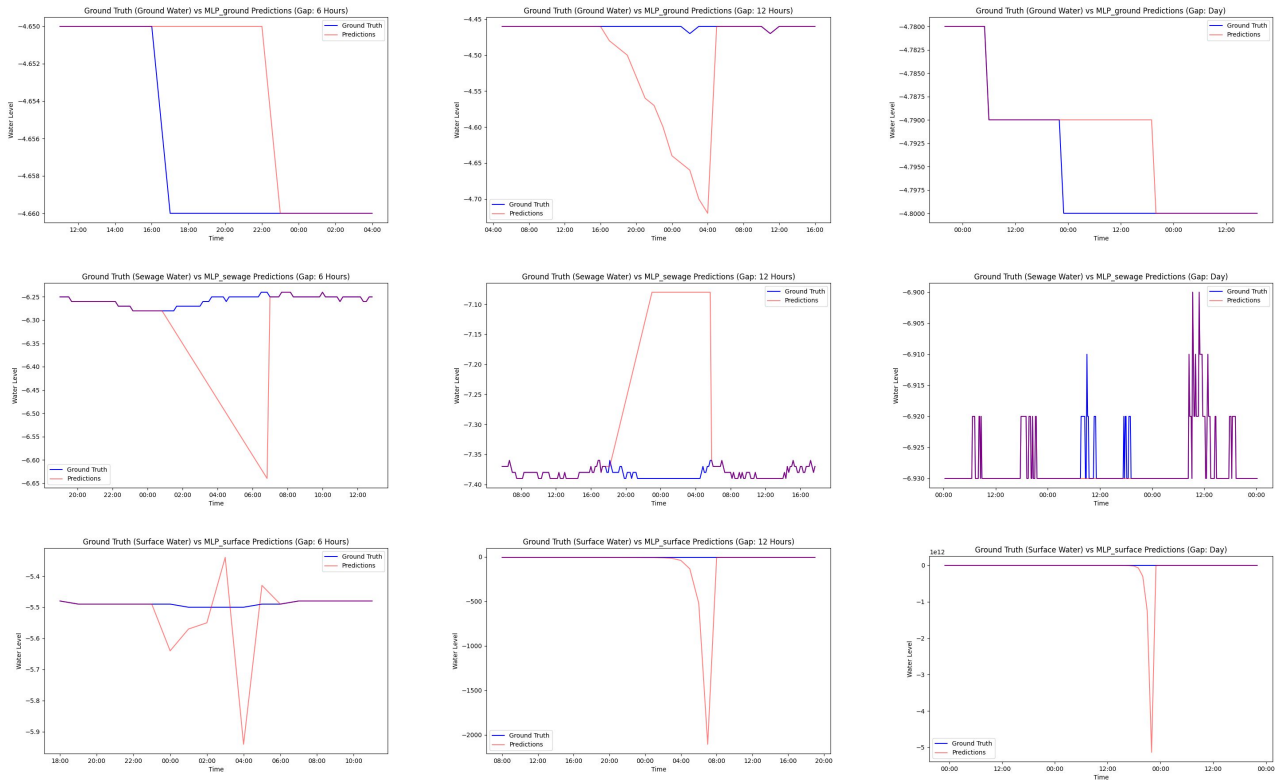 Ground Truth (Ground Water) vs MLP_ground Predictions (Gap: 6 Hours)
−4.650
−4.652
−4.654
−4.656
−4.658
−4.660
Water Level
Ground Truth
Predictions
12:00 14:00 16:00 18:00 20:00 22:00 00:00 02:00 04:00
Time
Ground Truth (Ground Water) vs MLP_ground Predictions (Gap: 12 Hours)
−4.45
−4.50
−4.55
−4.60
−4.65
−4.70
Water Level
Ground Truth
Predictions
04:00 08:00 12:00 16:00 20:00 00:00 04:00 08:00 12:00 16:00
Time
Ground Truth (Ground Water) vs MLP_ground Predictions (Gap: Day)
−4.7800
−4.7825
−4.7850
−4.7875
−4.7900
−4.7925
−4.7950
−4.7975
−4.8000
Water Level
Ground Truth
Predictions
00:00 12:00 00:00 12:00 00:00 12:00
Time
Ground Truth (Sewage Water) vs MLP_sewage Predictions (Gap: 6 Hours)
−6.25
−6.30
−6.35
−6.40
−6.45
−6.50
−6.55
−6.60
−6.65
Water Level
Ground Truth
Predictions
20:00 22:00 00:00 02:00 04:00 06:00 08:00 10:00 12:00
Time
Ground Truth (Sewage Water) vs MLP_sewage Predictions (Gap: 12 Hours)
−7.10
−7.15
−7.20
−7.25
−7.30
−7.35
−7.40
Water Level
Ground Truth
Predictions
08:00 12:00 16:00 20:00 00:00 04:00 08:00 12:00 16:00
Time
Ground Truth (Sewage Water) vs MLP_sewage Predictions (Gap: Day)
−6.900
−6.905
−6.910
−6.915
−6.920
−6.925
−6.930
Water Level
Ground Truth
Predictions
00:00 12:00 00:00 12:00 00:00 12:00 00:00
Time
Ground Truth (Surface Water) vs MLP_surface Predictions (Gap: 6 Hours)
−5.4
−5.5
−5.6
−5.7
−5.8
−5.9
Water Level
Ground Truth
Predictions
18:00 20:00 22:00 00:00 02:00 04:00 06:00 08:00 10:00
Time
Ground Truth (Surface Water) vs MLP_surface Predictions (Gap: 12 Hours)
0
−500
−1000
−1500
−2000
Water Level
Ground Truth
Predictions
08:00 12:00 16:00 20:00 00:00 04:00 08:00 12:00 16:00 20:00
Time
Ground Truth (Surface Water) vs MLP_surface Predictions (Gap: Day)
1e12
0
−1
−2
−3
−4
−5
Water Level
Ground Truth
Predictions
00:00 12:00 00:00 12:00 00:00 12:00 00:00
Time